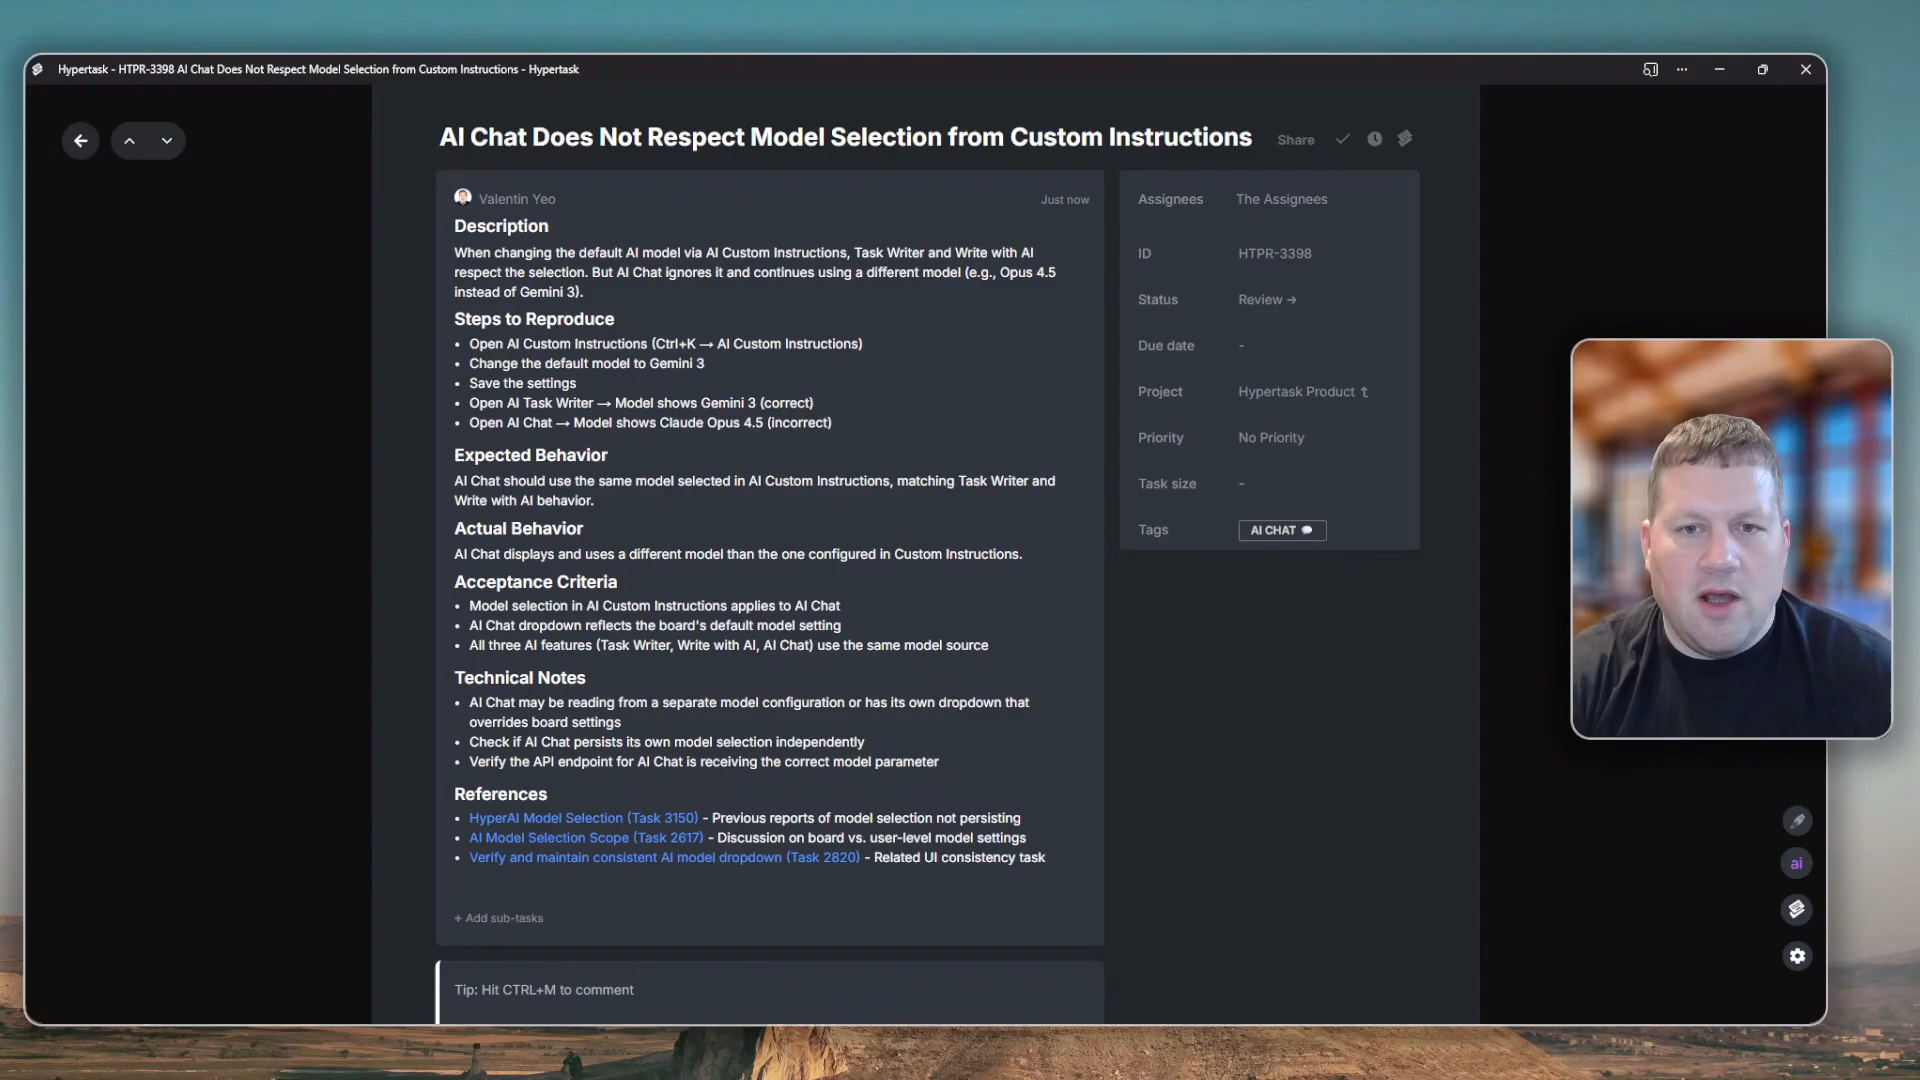 Hypertask - HTPR-3398 AI Chat Does Not Respect Model Selection from Custom Instructions - Hypertask
AI Chat Does Not Respect Model Selection from Custom Instructions
Share
Valentin Yeo
Just now
Description
When changing the default AI model via AI Custom Instructions, Task Writer and Write with AI
respect the selection. But AI Chat ignores it and continues using a different model (e.g., Opus 4.5
instead of Gemini 3).
Steps to Reproduce
• Open AI Custom Instructions (Ctrl+K → AI Custom Instructions)
• Change the default model to Gemini 3
• Save the settings
• Open AI Task Writer → Model shows Gemini 3 (correct)
• Open AI Chat → Model shows Claude Opus 4.5 (incorrect)
Expected Behavior
AI Chat should use the same model selected in AI Custom Instructions, matching Task Writer and
Write with AI behavior.
Actual Behavior
AI Chat displays and uses a different model than the one configured in Custom Instructions.
Acceptance Criteria
• Model selection in AI Custom Instructions applies to AI Chat
• AI Chat dropdown reflects the board's default model setting
• All three AI features (Task Writer, Write with AI, AI Chat) use the same model source
Technical Notes
• AI Chat may be reading from a separate model configuration or has its own dropdown that
overrides board settings
• Check if AI Chat persists its own model selection independently
• Verify the API endpoint for AI Chat is receiving the correct model parameter
References
• HyperAI Model Selection (Task 3150) - Previous reports of model selection not persisting
• AI Model Selection Scope (Task 2617) - Discussion on board vs. user-level model settings
• Verify and maintain consistent AI model dropdown (Task 2820) - Related UI consistency task
+ Add sub-tasks
Tip: Hit CTRL+M to comment
Assignees The Assignees
ID HTPR-3398
Status Review →
Due date -
Project Hypertask Product ↥
Priority No Priority
Task size -
Tags AI CHAT 💬
ai